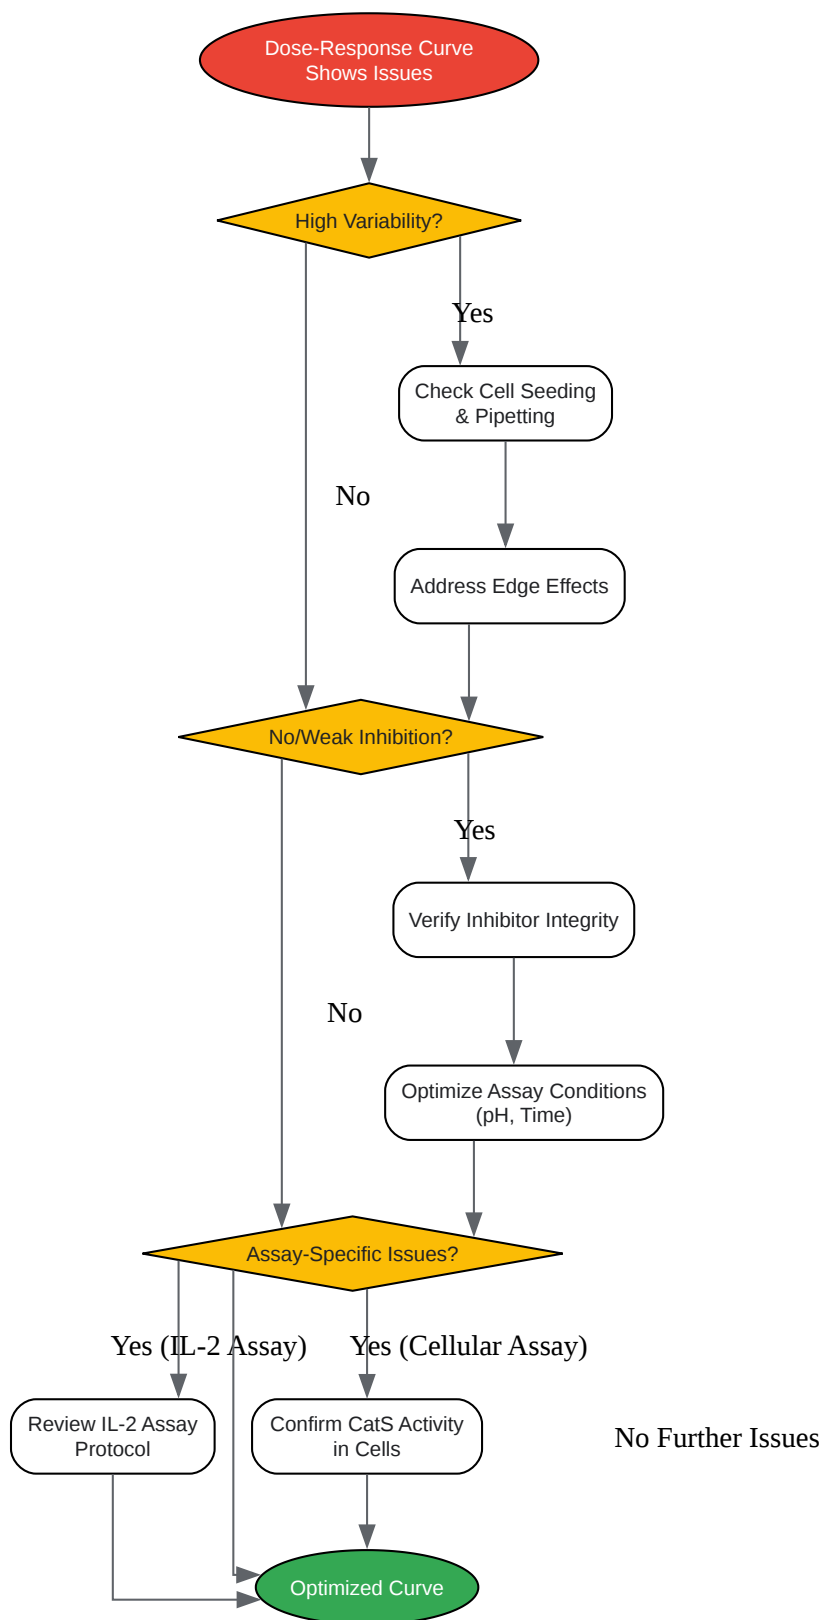 Dose-Response Curve
Shows Issues
High Variability?
Yes
Check Cell Seeding
& Pipetting
No
Address Edge Effects
No/Weak Inhibition?
Yes
Verify Inhibitor Integrity
No
Optimize Assay Conditions
(pH, Time)
Assay-Specific Issues?
Yes (IL-2 Assay)
Yes (Cellular Assay)
Review IL-2 Assay
Protocol
Confirm CatS Activity
in Cells
No Further Issues
Optimized Curve